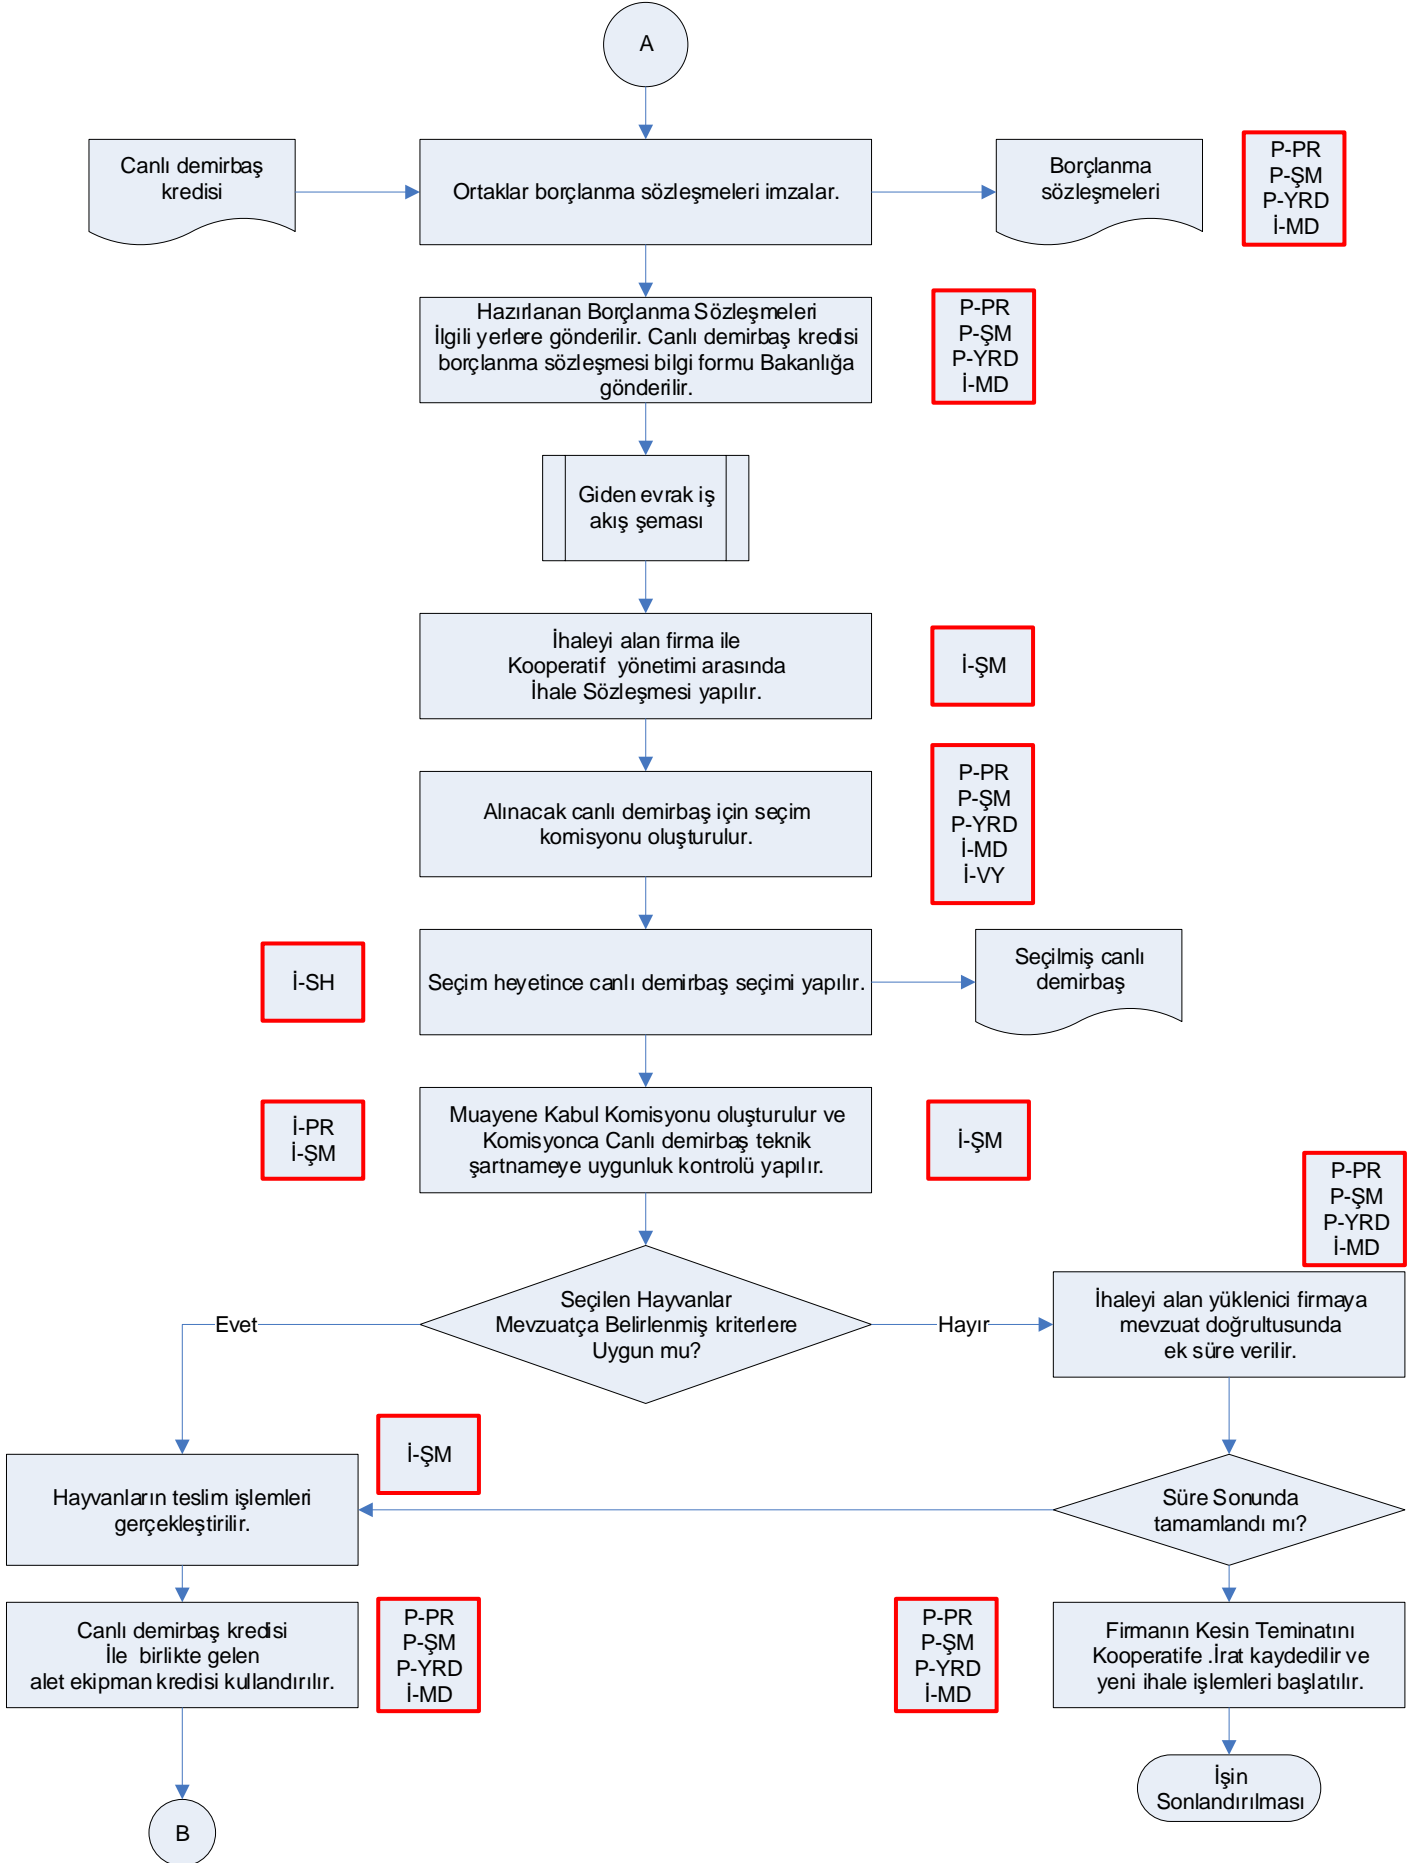 A
Canlı demirbaş
kredisi
Ortaklar borçlanma sözleşmeleri imzalar.
Borçlanma
sözleşmeleri
P-PR
P-ŞM
P-YRD
İ-MD
Hazırlanan Borçlanma Sözleşmeleri
İlgili yerlere gönderilir. Canlı demirbaş kredisi
borçlanma sözleşmesi bilgi formu Bakanlığa
gönderilir.
P-PR
P-ŞM
P-YRD
İ-MD
Giden evrak iş
akış şeması
İhaleyi alan firma ile
Kooperatif yönetimi arasında
İhale Sözleşmesi yapılır.
İ-ŞM
Alınacak canlı demirbaş için seçim
komisyonu oluşturulur.
P-PR
P-ŞM
P-YRD
İ-MD
İ-VY
İ-SH
Seçim heyetince canlı demirbaş seçimi yapılır.
Seçilmiş canlı
demirbaş
İ-PR
İ-ŞM
Muayene Kabul Komisyonu oluşturulur ve
Komisyonca Canlı demirbaş teknik
şartnameye uygunluk kontrolü yapılır.
İ-ŞM
P-PR
P-ŞM
P-YRD
İ-MD
Seçilen Hayvanlar
Mevzuatça Belirlenmiş kriterlere
Uygun mu?
Evet
Hayır
İhaleyi alan yüklenici firmaya
mevzuat doğrultusunda
ek süre verilir.
İ-ŞM
Hayvanların teslim işlemleri
gerçekleştirilir.
Süre Sonunda
tamamlandı mı?
Canlı demirbaş kredisi
İle birlikte gelen
alet ekipman kredisi kullandırılır.
P-PR
P-ŞM
P-YRD
İ-MD
P-PR
P-ŞM
P-YRD
İ-MD
Firmanın Kesin Teminatını
Kooperatife .İrat kaydedilir ve
yeni ihale işlemleri başlatılır.
İşin
Sonlandırılması
B